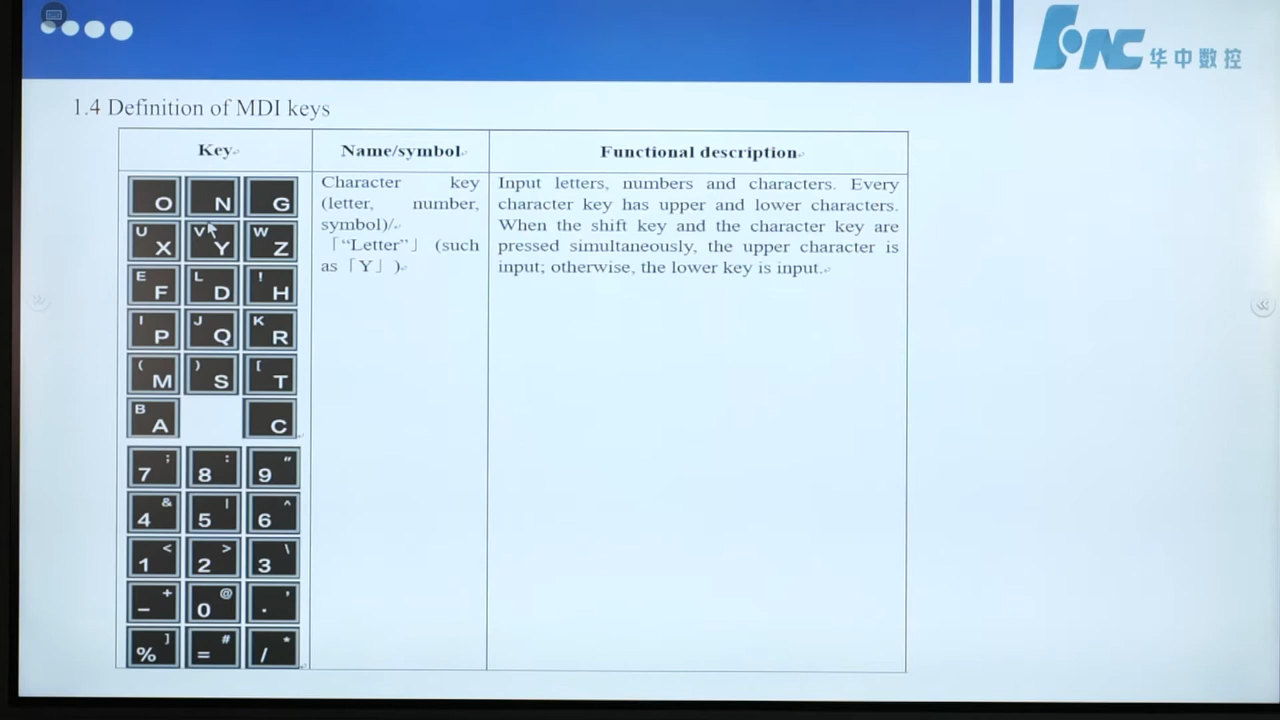 HNC 华中数控
1.4 Definition of MDI keys
Key
Name/symbol
Functional description
O N G
U X V Y W Z
E F L D ! H
I P J Q K R
( M ) S [ T
B A C
7 ; 8 : 9 "
4 & 5 | 6 ^
1 < 2 > 3 \
- + 0 @ . '
% ] = # / *
Character key
(letter, number,
symbol)/
「“Letter”」 (such
as「Y」)
Input letters, numbers and characters. Every
character key has upper and lower characters.
When the shift key and the character key are
pressed simultaneously, the upper character is
input; otherwise, the lower key is input.